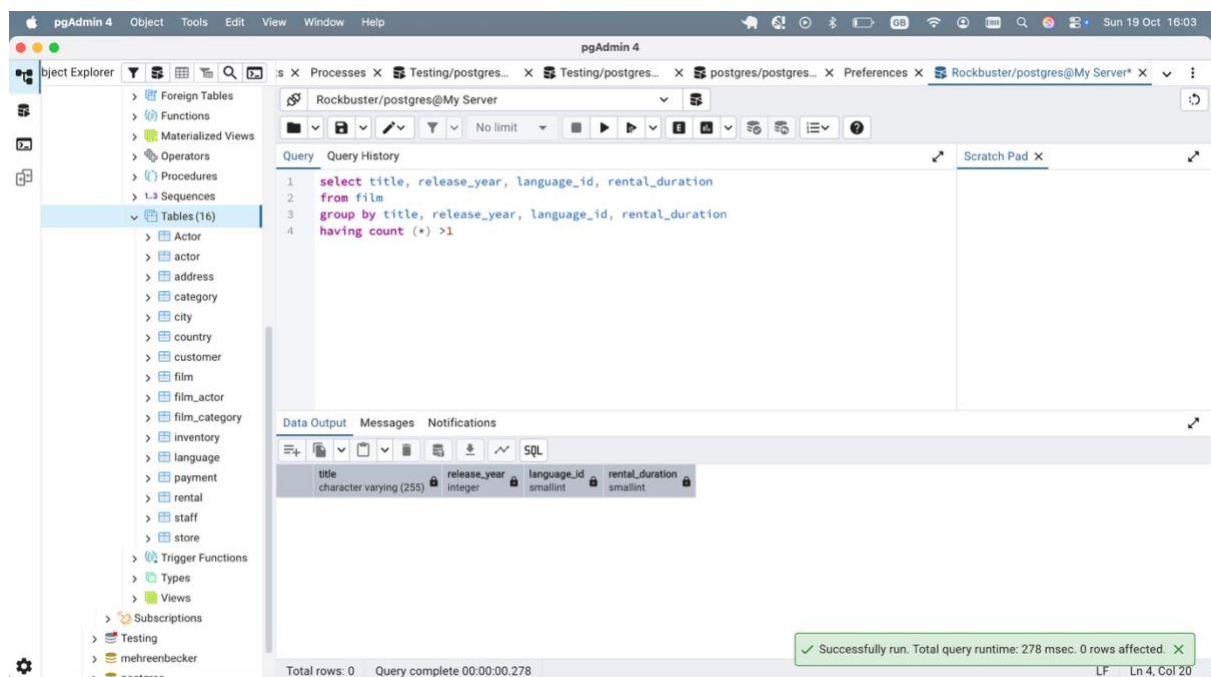 pgAdmin 4 Object Tools Edit View Window Help GB Sun 19 Oct 16:03
pgAdmin 4
bject Explorer s X Processes X Testing/postgres... X Testing/postgres... X postgres/postgres... X Preferences X Rockbuster/postgres@My Server* X
Foreign Tables
Functions
Materialized Views
Operators
Procedures
1..3 Sequences
Tables (16)
Actor
actor
address
category
city
country
customer
film
film_actor
film_category
inventory
language
payment
rental
staff
store
Trigger Functions
Types
Views
Subscriptions
Testing
mehreenbecker
Rockbuster/postgres@My Server
No limit E
Query Query History Scratch Pad X
1 select title, release_year, language_id, rental_duration
2 from film
3 group by title, release_year, language_id, rental_duration
4 having count (*) >1
Data Output Messages Notifications
SQL
title release_year language_id rental_duration
character varying (255) integer smallint smallint
Successfully run. Total query runtime: 278 msec. 0 rows affected. X
Total rows: 0 Query complete 00:00:00.278 LF Ln 4, Col 20